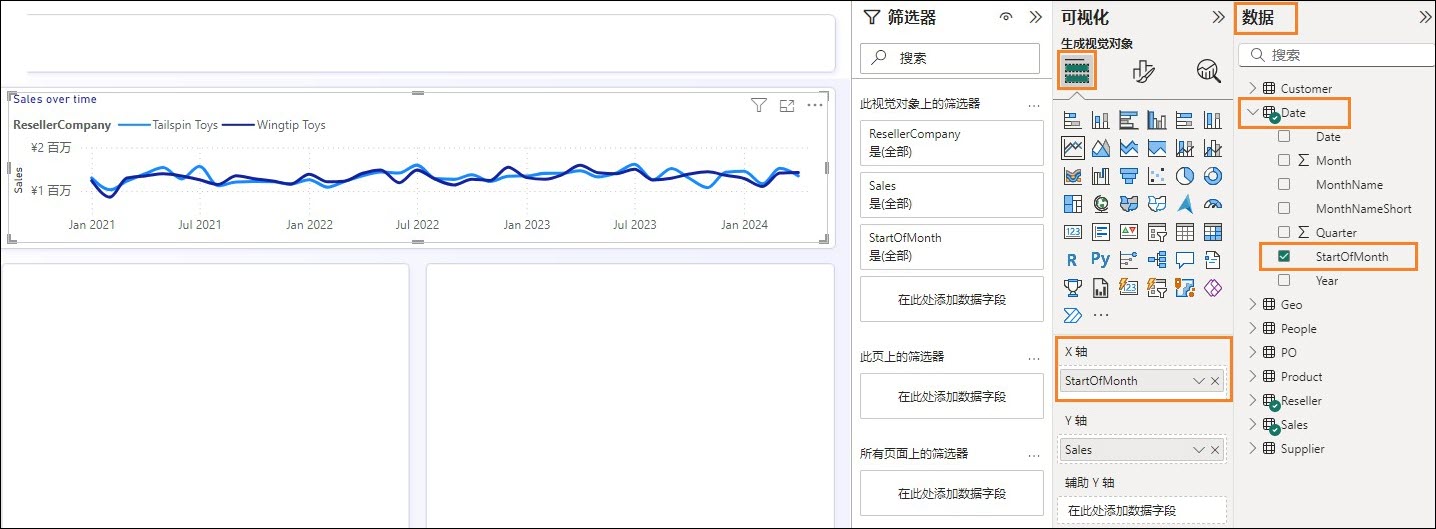 Sales over time
ResellerCompany Tailspin Toys Wingtip Toys
Sales
¥2 百万
¥1 百万
Jan 2021 Jul 2021 Jan 2022 Jul 2022 Jan 2023 Jul 2023 Jan 2024
筛选器
搜索
此视觉对象上的筛选器 ...
ResellerCompany
是(全部)
Sales
是(全部)
StartOfMonth
是(全部)
在此处添加数据字段
此页上的筛选器 ...
在此处添加数据字段
所有页面上的筛选器 ...
在此处添加数据字段
可视化
生成视觉对象
123
R Py
123
...
X 轴
StartOfMonth
Y 轴
Sales
辅助 Y 轴
在此处添加数据字段
数据
搜索
Customer
Date
Date
Σ Month
MonthName
MonthNameShort
Σ Quarter
StartOfMonth
Year
Geo
People
PO
Product
Reseller
Sales
Supplier